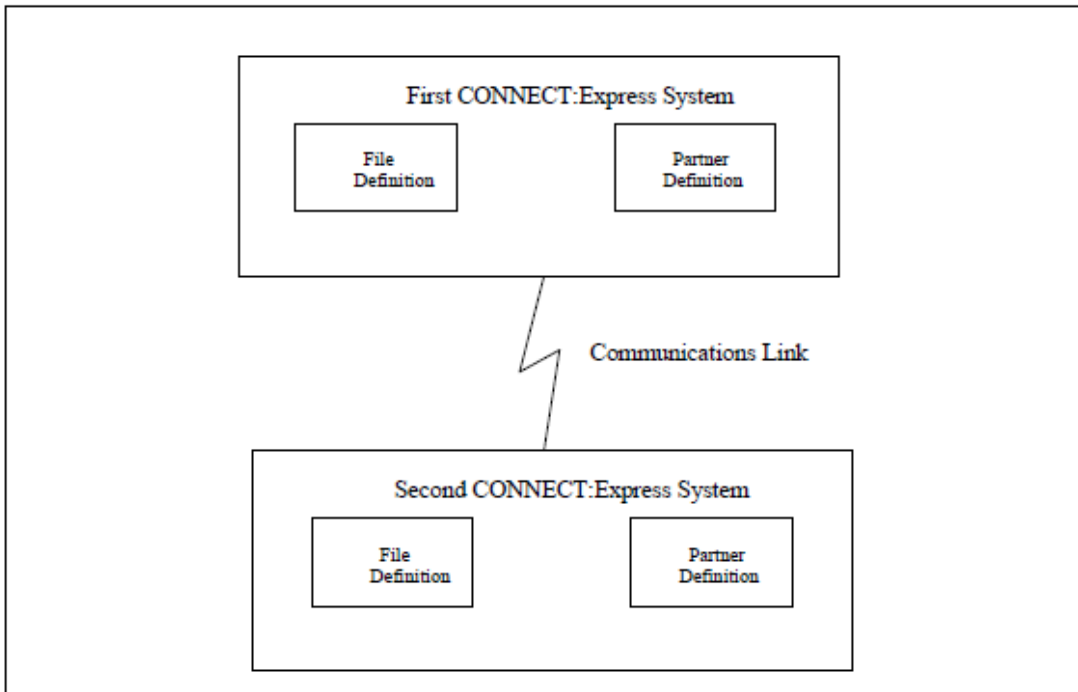 First CONNECT:Express System
File
Definition
Partner
Definition
Communications Link
Second CONNECT:Express System
File
Definition
Partner
Definition